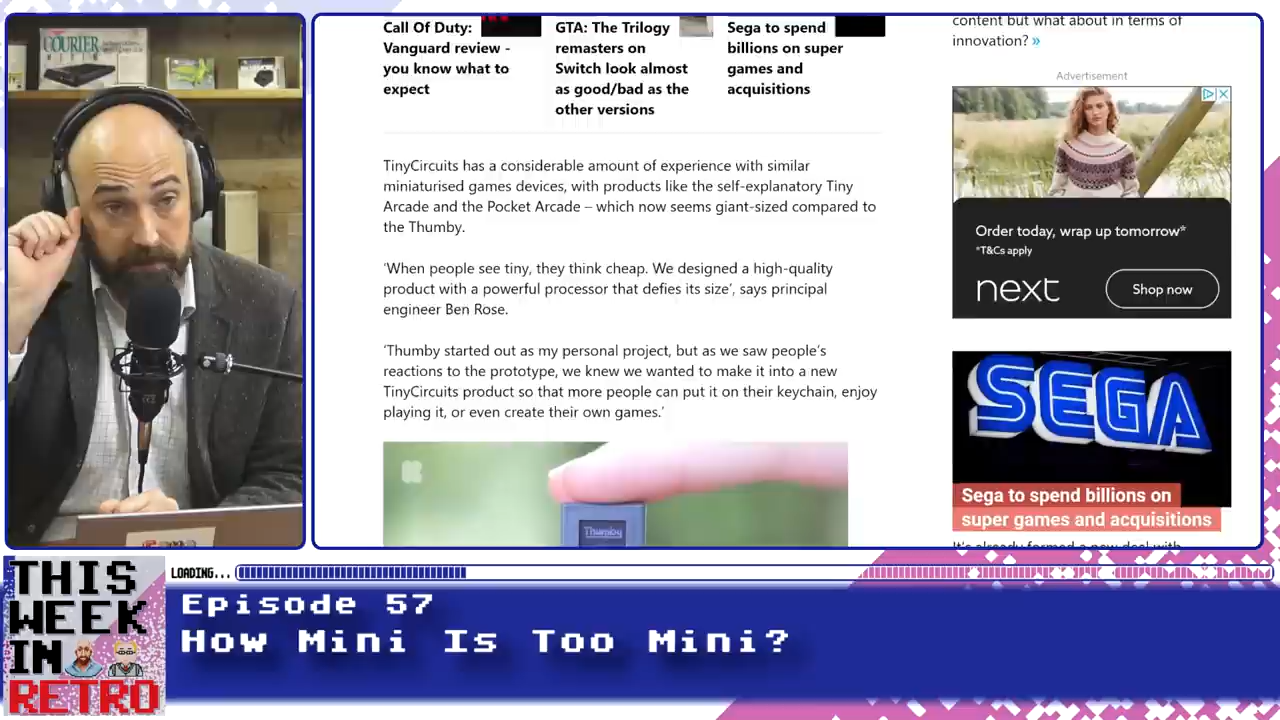 COURIER
Call Of Duty:
Vanguard review -
you know what to
expect
GTA: The Trilogy
remasters on
Switch look almost
as good/bad as the
other versions
Sega to spend
billions on super
games and
acquisitions
content but what about in terms of
innovation? »
Advertisement
TinyCircuits has a considerable amount of experience with similar
miniaturised games devices, with products like the self-explanatory Tiny
Arcade and the Pocket Arcade – which now seems giant-sized compared to
the Thumby.
‘When people see tiny, they think cheap. We designed a high-quality
product with a powerful processor that defies its size’, says principal
engineer Ben Rose.
‘Thumby started out as my personal project, but as we saw people’s
reactions to the prototype, we knew we wanted to make it into a new
TinyCircuits product so that more people can put it on their keychain, enjoy
playing it, or even create their own games.’
Thumby
Order today, wrap up tomorrow*
*T&Cs apply
next
Shop now
SEGA
Sega to spend billions on
super games and acquisitions
It's already formed a new deal with
LOADING...
THIS
WEEK
IN
RETRO
Episode 57
How Mini Is Too Mini?